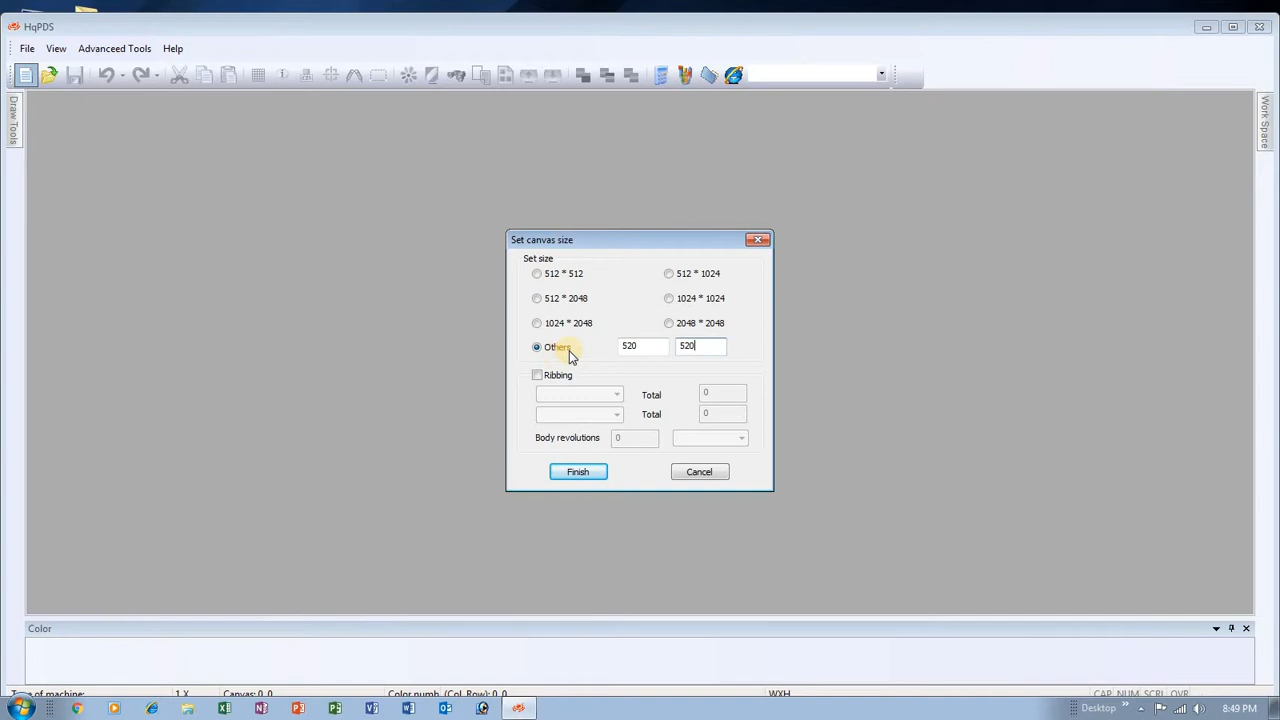 HqPDS
File View Advanceed Tools Help
Draw Tools
Work Space
Set canvas size
Set size
512 * 512 512 * 1024
512 * 2048 1024 * 1024
1024 * 2048 2048 * 2048
Others 520 520
Ribbing
Total 0
Total 0
Body revolutions 0
Finish Cancel
Color
1 X Canvas: 0, 0 Color numb. (Col, Row): 0, 0 WXH CAP NUM SCRL OVR
Desktop 8:49 PM